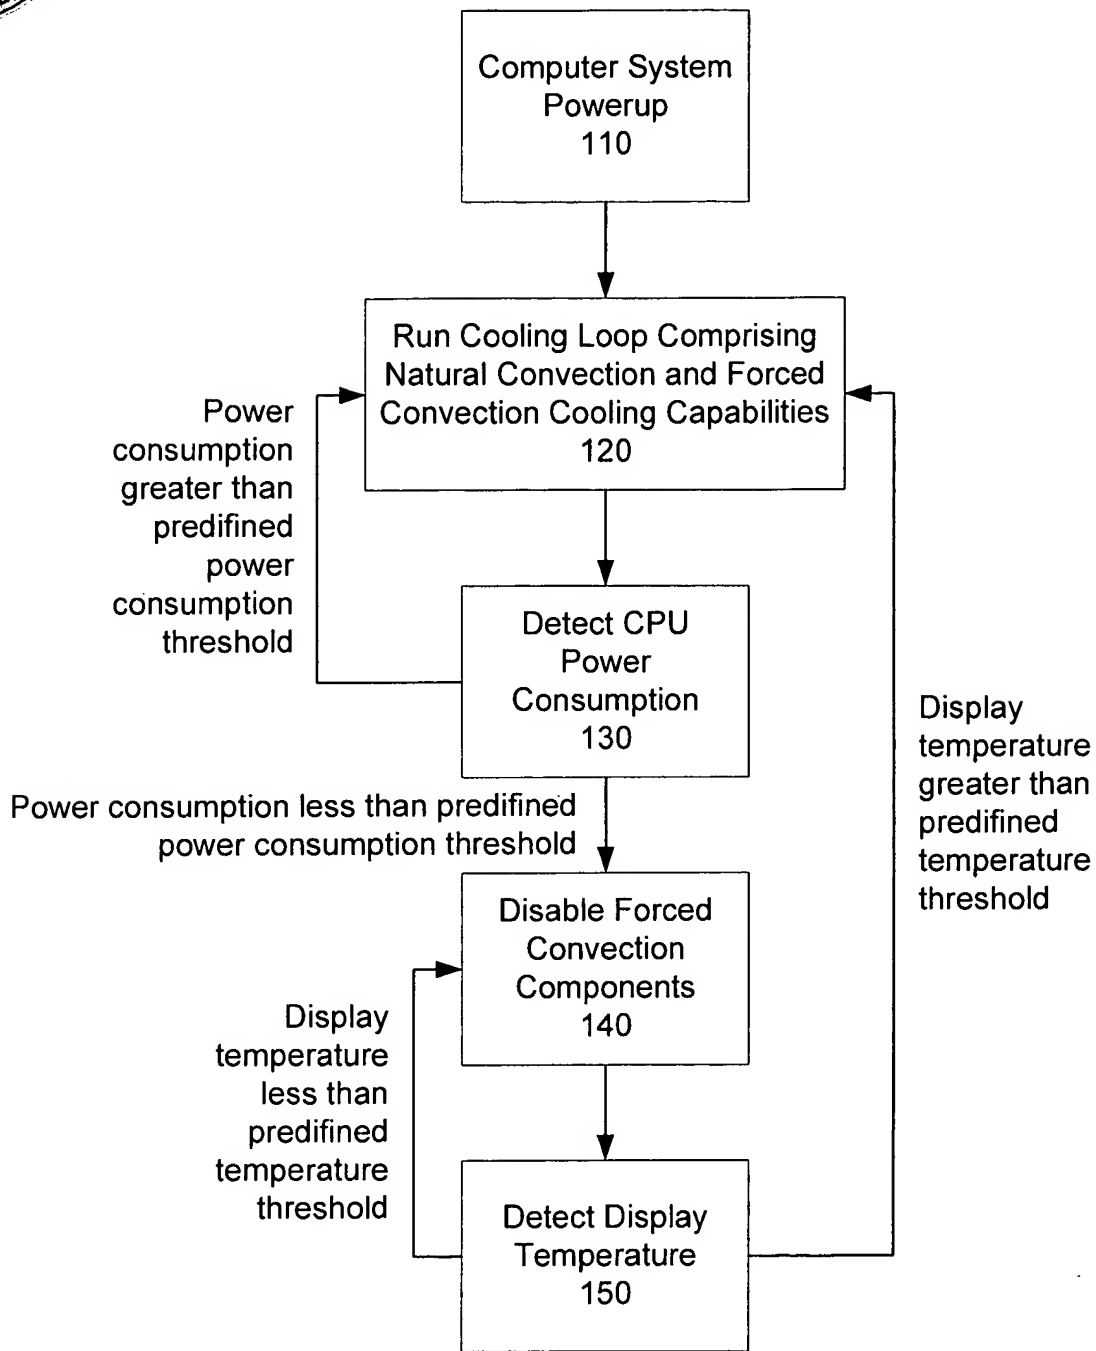 Computer System
Powerup
110
Run Cooling Loop Comprising
Natural Convection and Forced
Convection Cooling Capabilities
120
Power
consumption
greater than
predifined
power
consumption
threshold
Detect CPU
Power
Consumption
130
Display
temperature
greater than
predifined
temperature
threshold
Power consumption less than predifined
power consumption threshold
Disable Forced
Convection
Components
140
Display
temperature
less than
predifined
temperature
threshold
Detect Display
Temperature
150